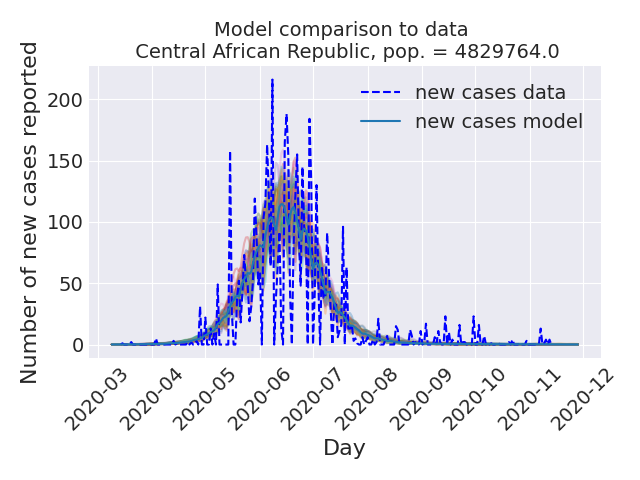 Model comparison to data
Central African Republic, pop. = 4829764.0
Number of new cases reported
200
150
100
50
0
new cases data
new cases model
2020-03
2020-04
2020-05
2020-06
2020-07
2020-08
2020-09
2020-10
2020-11
2020-12
Day